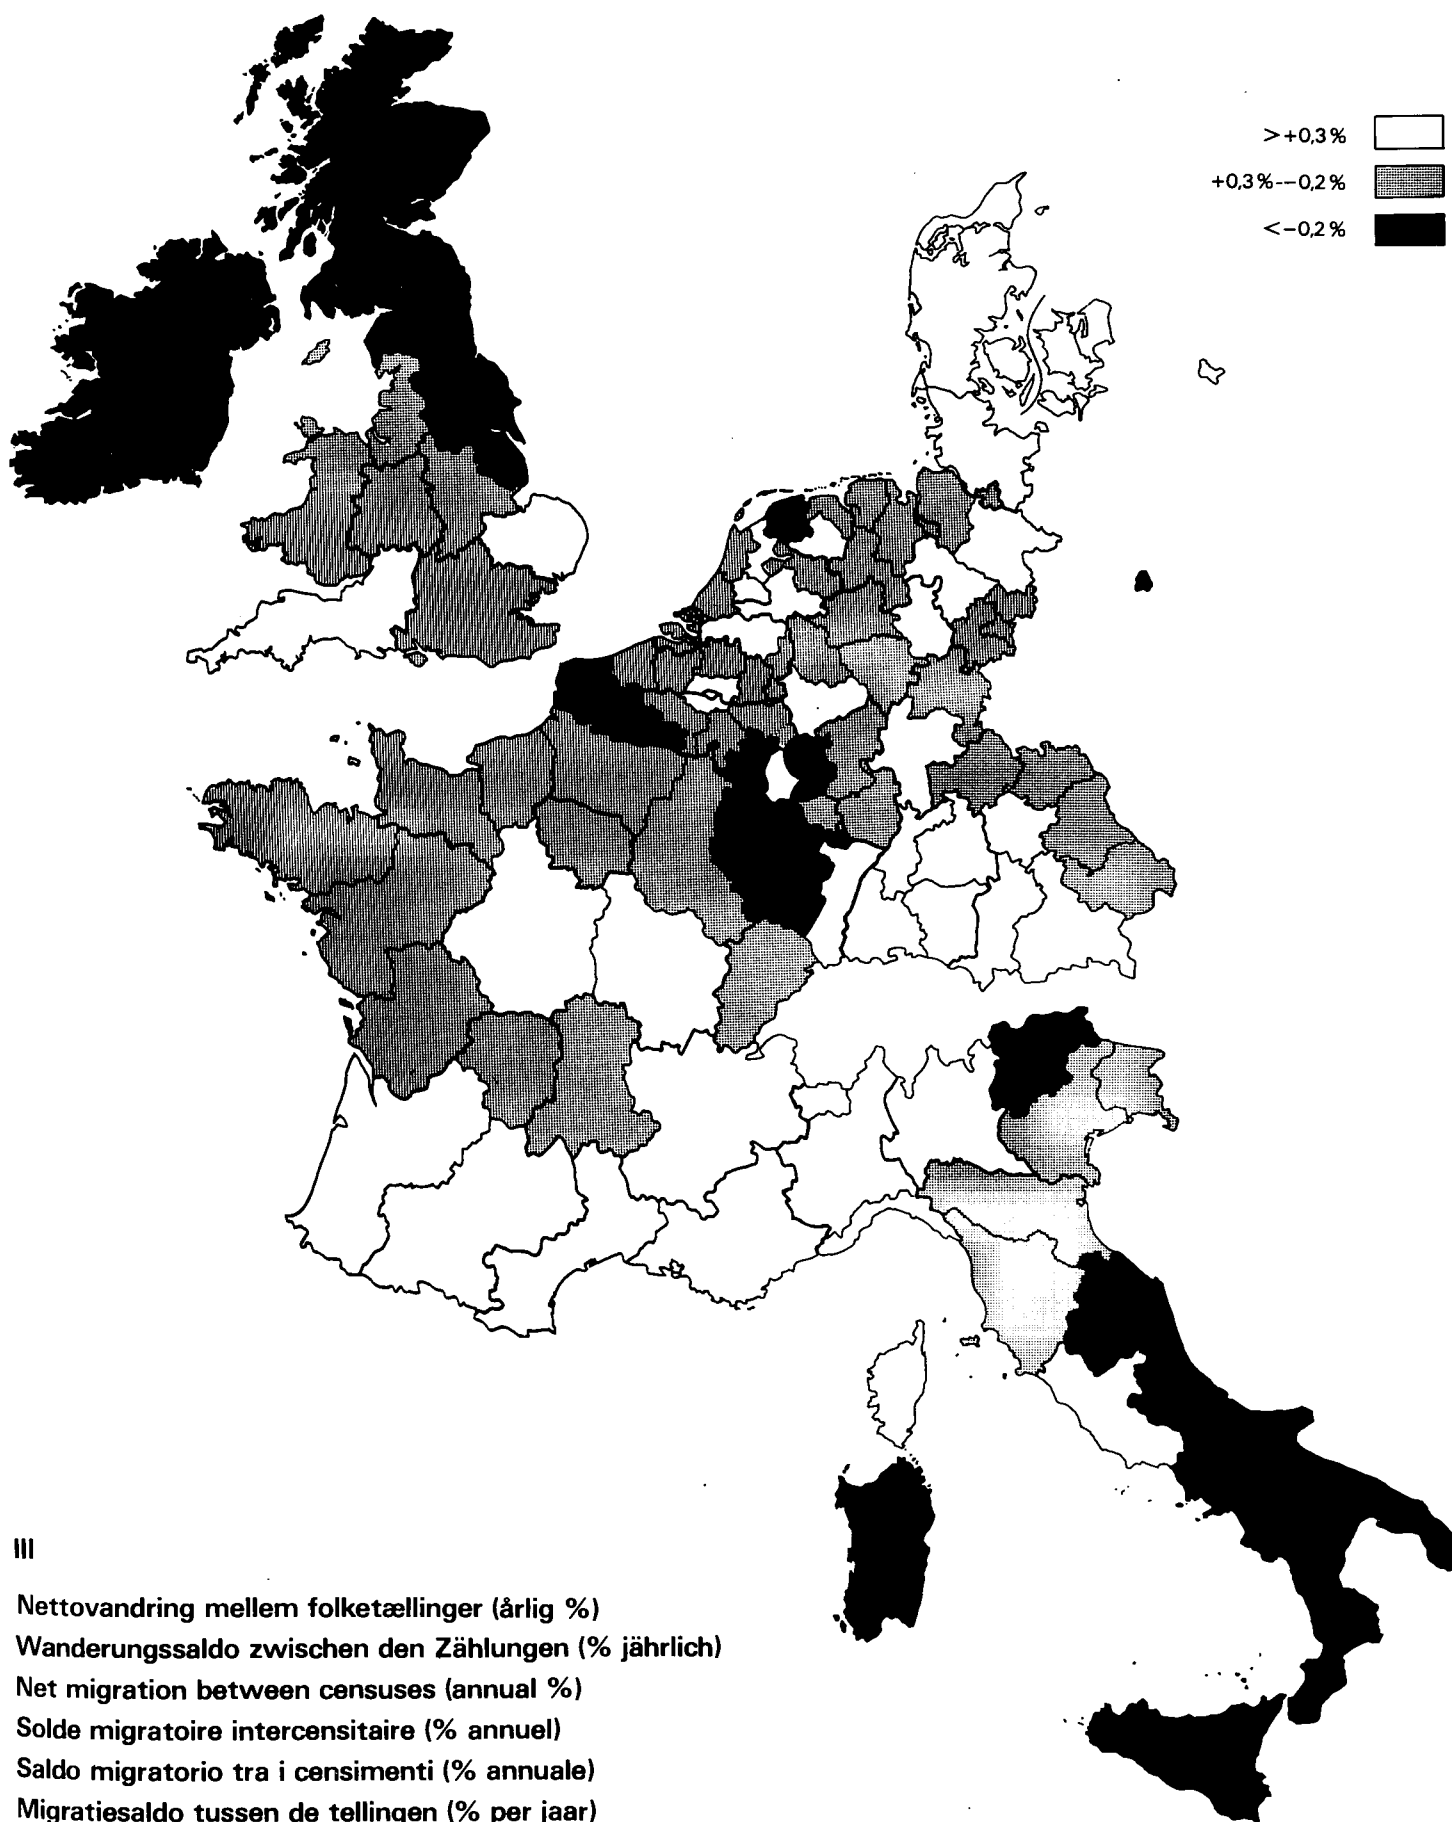 >+0,3%
+0,3%--0,2%
<-0,2%
III
Nettovandring mellem folketællinger (årlig %)
Wanderungssaldo zwischen den Zählungen (% jährlich)
Net migration between censuses (annual %)
Solde migratoire intercensitaire (% annuel)
Saldo migratorio tra i censimenti (% annuale)
Migratiesaldo tussen de tellingen (% per jaar)